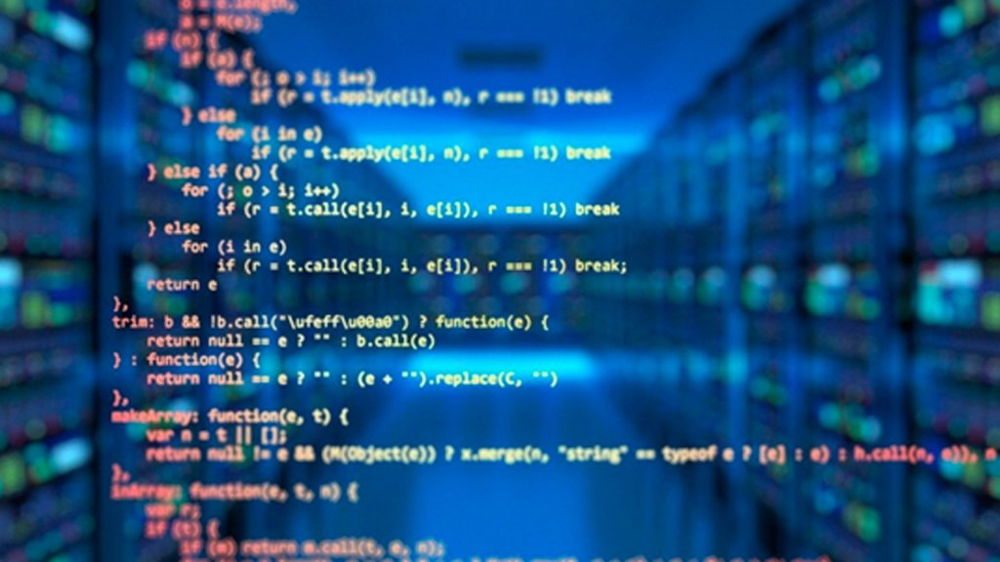 o = e.length,
a = M(e);
if (n) {
if (a) {
for (; o > i; i++)
if (r = t.apply(e[i], n), r === !1) break
} else
for (i in e)
if (r = t.apply(e[i], n), r === !1) break
} else if (a) {
for (; o > i; i++)
if (r = t.call(e[i], i, e[i]), r === !1) break
} else
for (i in e)
if (r = t.call(e[i], i, e[i]), r === !1) break;
return e
},
trim: b && !b.call("\ufeff\u00a0") ? function(e) {
return null == e ? "" : b.call(e)
} : function(e) {
return null == e ? "" : (e + "").replace(C, "")
},
makeArray: function(e, t) {
var n = t || [];
return null != e && (M(Object(e)) ? x.merge(n, "string" == typeof e ? [e] : e) : h.call(n, e)), n
},
inArray: function(e, t, n) {
var r;
if (t) {
if (m) return m.call(t, e, n);